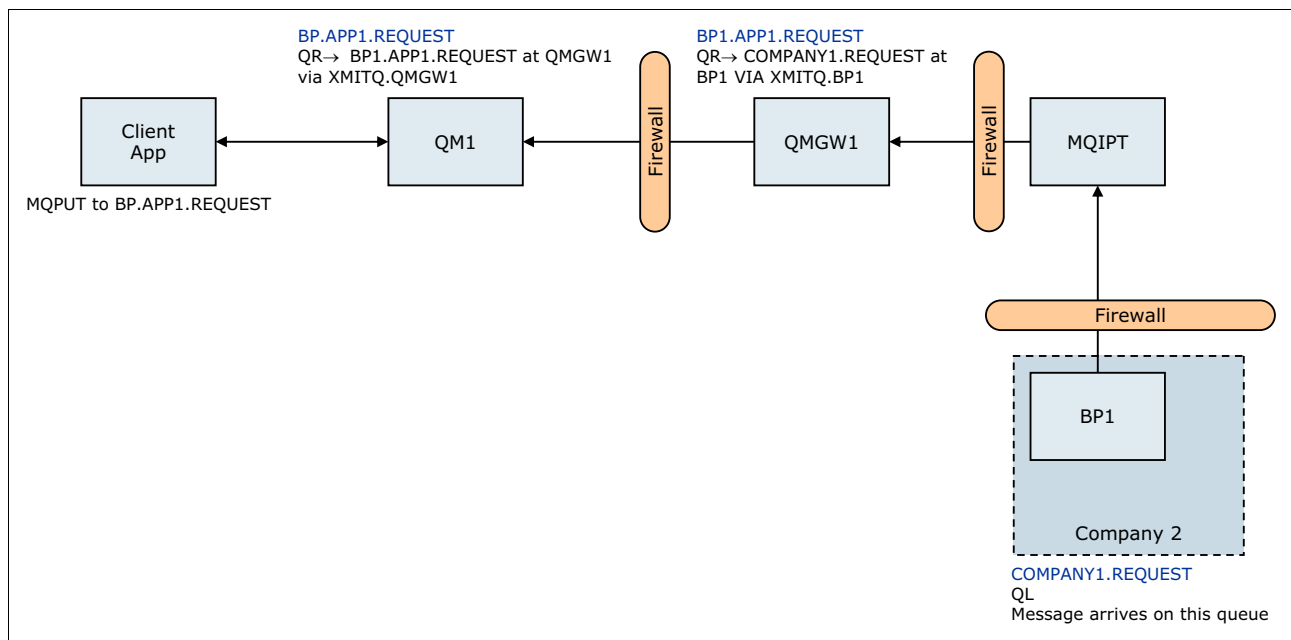 BP.APP1.REQUEST
QR→ BP1.APP1.REQUEST at QMGW1
via XMITQ.QMGW1
BP1.APP1.REQUEST
QR→ COMPANY1.REQUEST at
BP1 VIA XMITQ.BP1
Client
App
QM1
Firewall
QMGW1
Firewall
MQIPT
MQPUT to BP.APP1.REQUEST
Firewall
BP1
Company 2
COMPANY1.REQUEST
QL
Message arrives on this queue